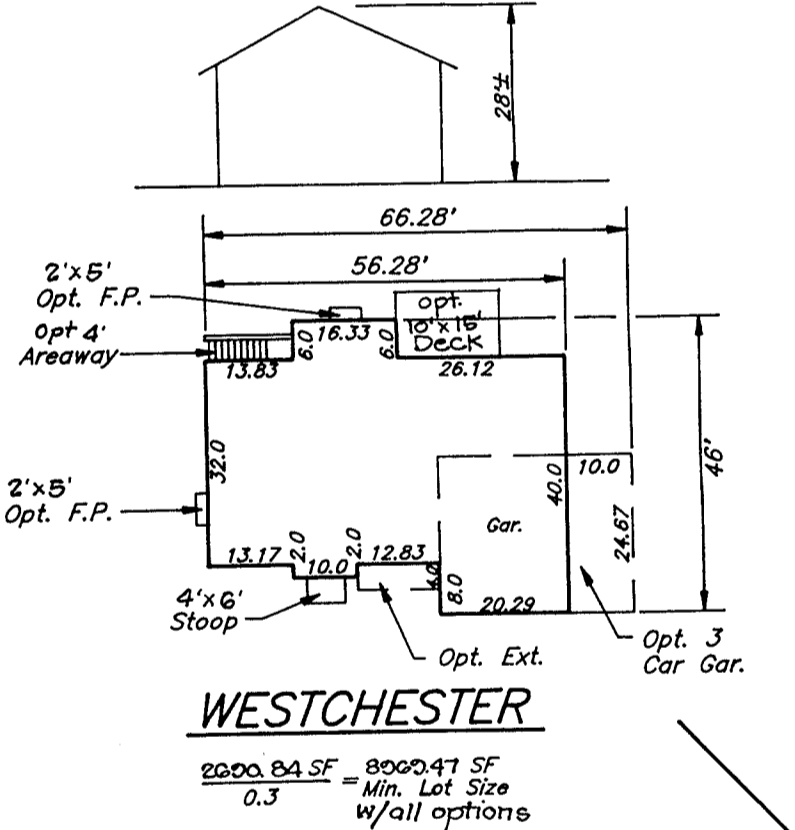 28'±
66.28'
56.28'
2'x5'
Opt. F.P.
opt.
10'x15'
Deck
16.33
6.0
6.0
Opt 4'
Areaway
13.83
26.12
32.0
46'
2'x5'
Opt. F.P.
40.0
10.0
Gar.
24.67
13.17
2.0
10.0
2.0
12.83
4.0
8.0
20.29
4'x6'
Stoop
Opt. Ext.
Opt. 3
Car Gar.
WESTCHESTER
2690.84 SF = 8969.47 SF
0.3
Min. Lot Size
w/all options